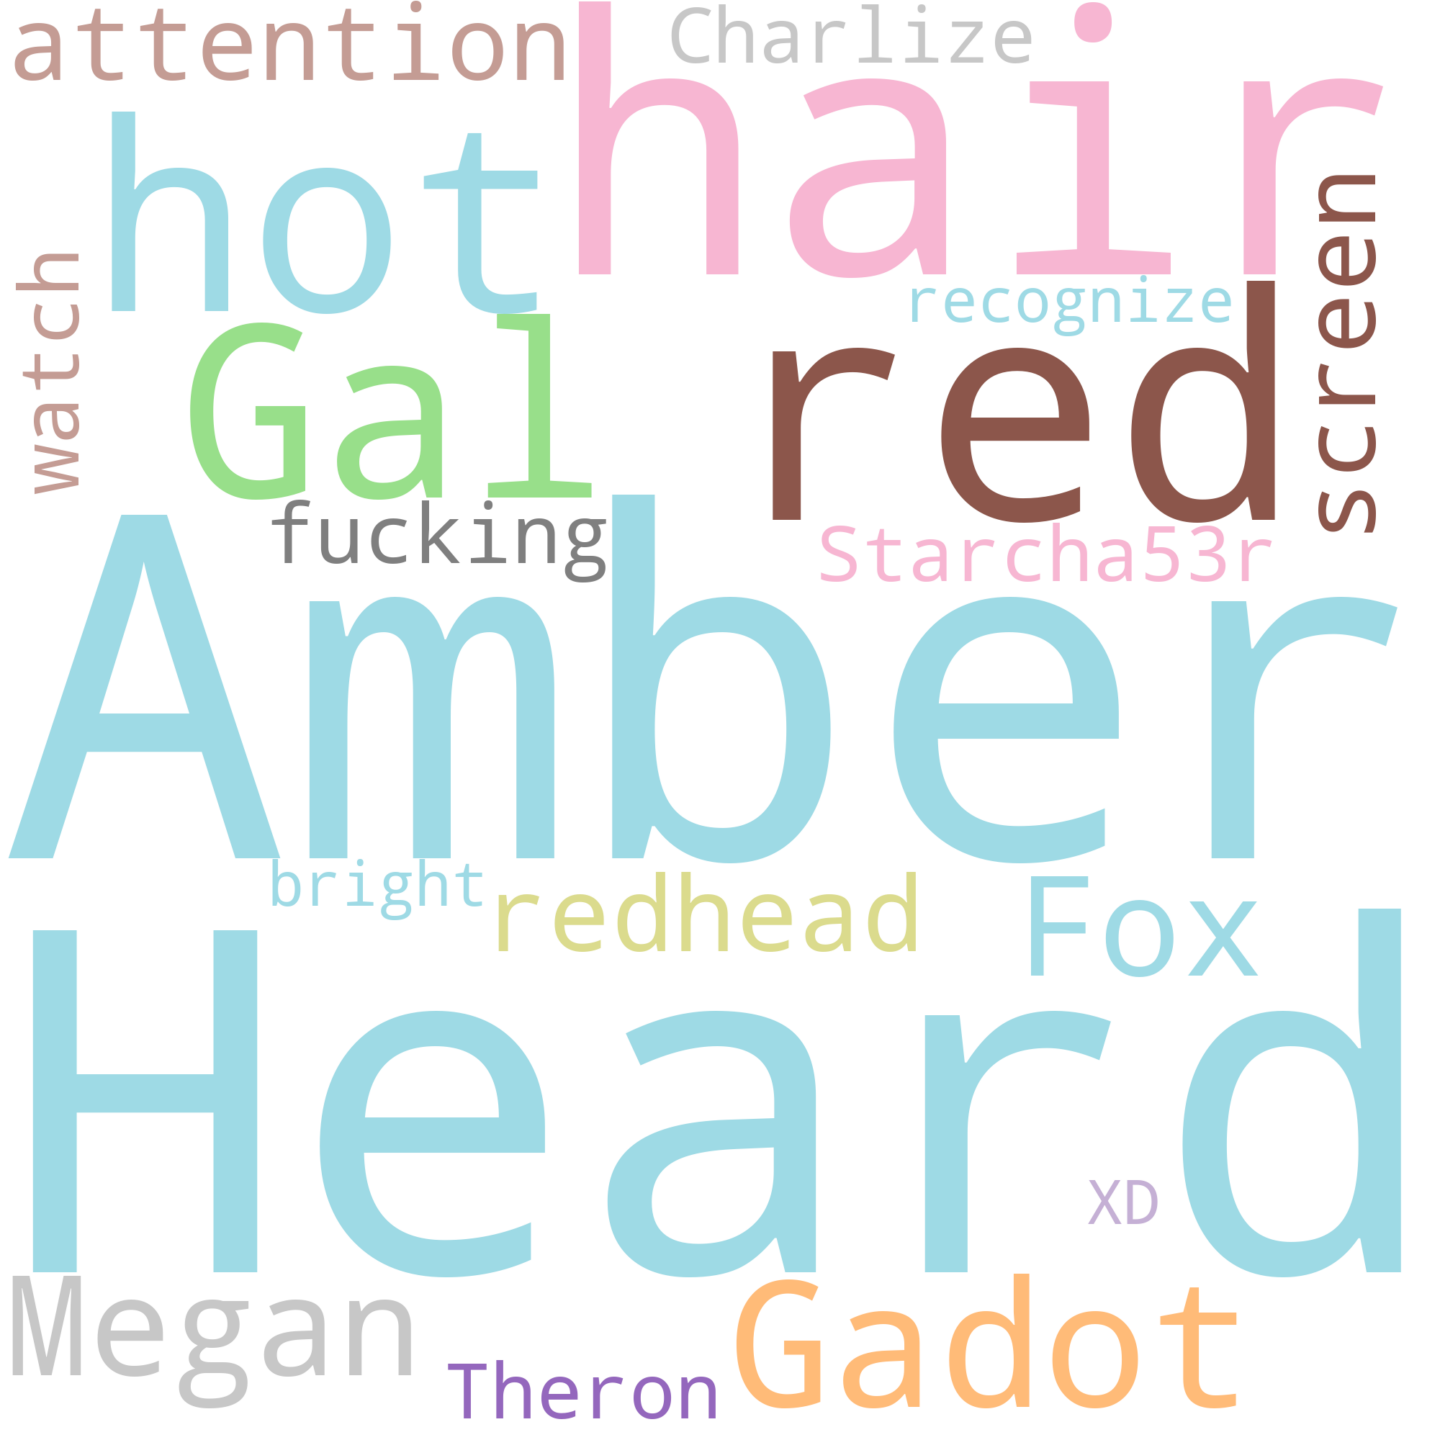 attention
Charlize
hair
hot
screen
watch
recognize
Gal
red
fucking
Starcha53r
Amber
bright
redhead
Fox
Heard
XD
Megan
Gadot
Theron